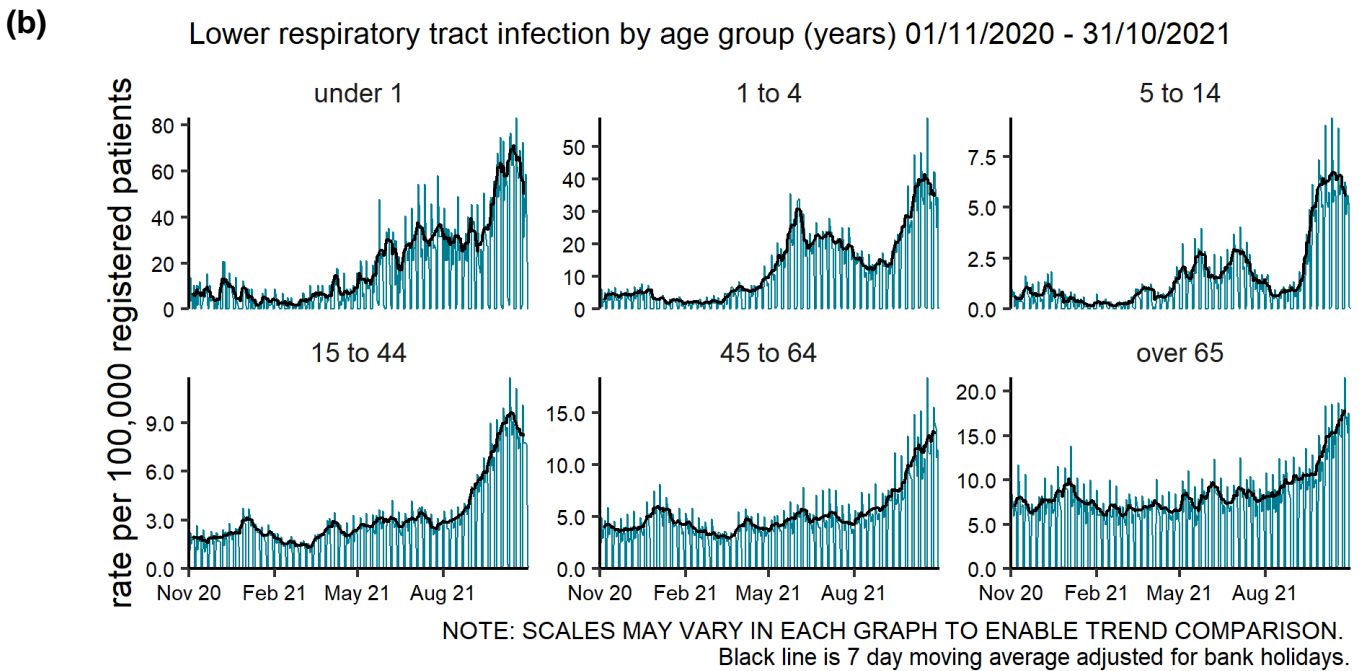 (b)
Lower respiratory tract infection by age group (years) 01/11/2020 - 31/10/2021
rate per 100,000 registered patients
under 1
80
60
40
20
0
1 to 4
50
40
30
20
10
0
5 to 14
7.5
5.0
2.5
0.0
15 to 44
9.0
6.0
3.0
0.0
Nov 20 Feb 21 May 21 Aug 21
45 to 64
15.0
10.0
5.0
0.0
Nov 20 Feb 21 May 21 Aug 21
over 65
20.0
15.0
10.0
5.0
0.0
Nov 20 Feb 21 May 21 Aug 21
NOTE: SCALES MAY VARY IN EACH GRAPH TO ENABLE TREND COMPARISON.
Black line is 7 day moving average adjusted for bank holidays.